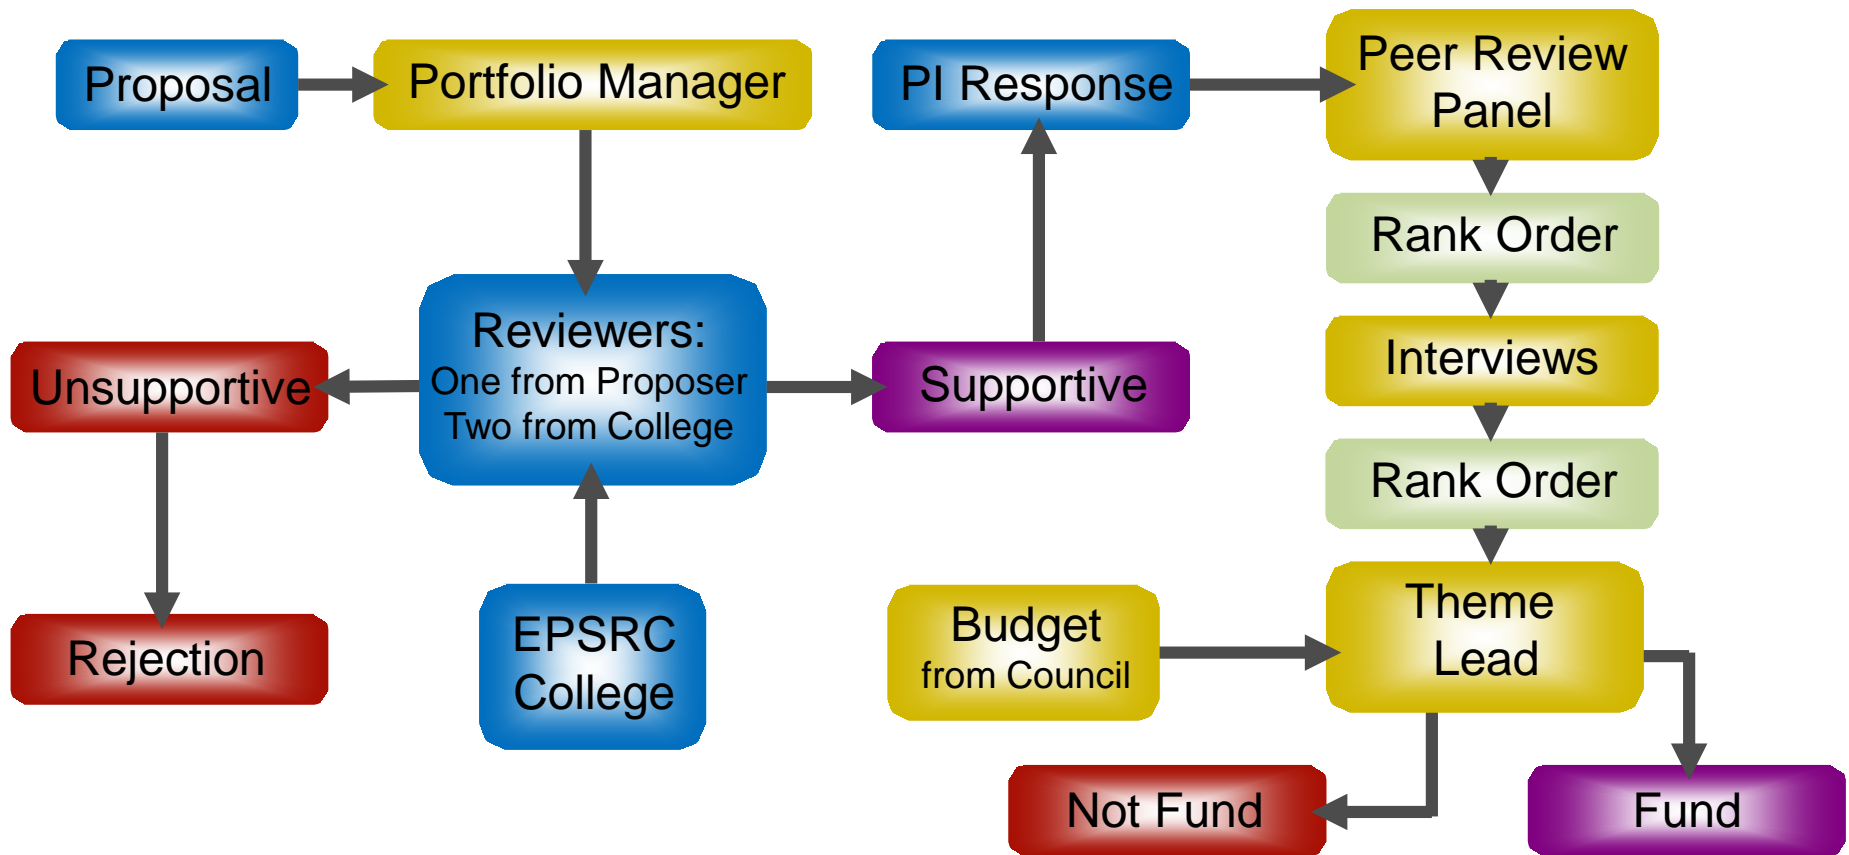 Proposal
Portfolio Manager
PI Response
Peer Review
Panel
Rank Order
Reviewers:
One from Proposer
Two from College
Unsupportive
Supportive
Interviews
Rank Order
Rejection
EPSRC
College
Budget
from Council
Theme
Lead
Not Fund
Fund